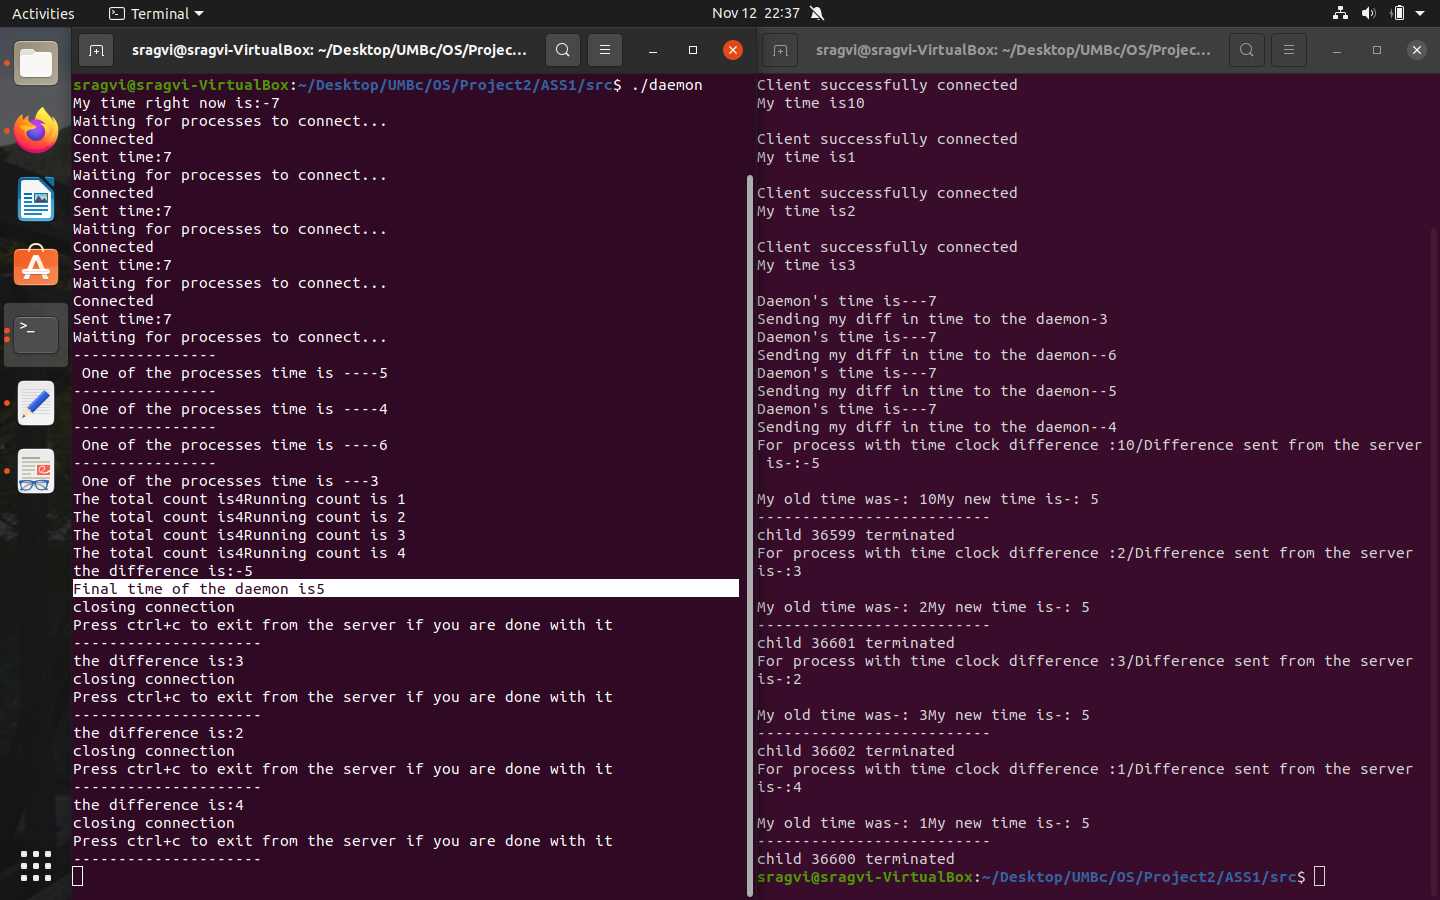 Activities
Terminal
Nov 12 22:37
sragvi@sragvi-VirtualBox: ~/Desktop/UMBc/OS/Projec...
sragvi@sragvi-VirtualBox:~/Desktop/UMBc/OS/Project2/ASS1/src$ ./daemon
My time right now is:-7
Waiting for processes to connect...
Connected
Sent time:7
Waiting for processes to connect...
Connected
Sent time:7
Waiting for processes to connect...
Connected
Sent time:7
Waiting for processes to connect...
Connected
Sent time:7
Waiting for processes to connect...
----------------
One of the processes time is ----5
----------------
One of the processes time is ----4
----------------
One of the processes time is ----6
----------------
One of the processes time is ---3
The total count is4Running count is 1
The total count is4Running count is 2
The total count is4Running count is 3
The total count is4Running count is 4
the difference is:-5
Final time of the daemon is5
closing connection
Press ctrl+c to exit from the server if you are done with it
---------------------
the difference is:3
closing connection
Press ctrl+c to exit from the server if you are done with it
---------------------
the difference is:2
closing connection
Press ctrl+c to exit from the server if you are done with it
---------------------
the difference is:4
closing connection
Press ctrl+c to exit from the server if you are done with it
---------------------
sragvi@sragvi-VirtualBox: ~/Desktop/UMBc/OS/Projec...
Client successfully connected
My time is10
Client successfully connected
My time is1
Client successfully connected
My time is2
Client successfully connected
My time is3
Daemon's time is---7
Sending my diff in time to the daemon-3
Daemon's time is---7
Sending my diff in time to the daemon--6
Daemon's time is---7
Sending my diff in time to the daemon--5
Daemon's time is---7
Sending my diff in time to the daemon--4
For process with time clock difference :10/Difference sent from the server
is-:-5
My old time was-: 10My new time is-: 5
--------------------------
child 36599 terminated
For process with time clock difference :2/Difference sent from the server
is-:3
My old time was-: 2My new time is-: 5
--------------------------
child 36601 terminated
For process with time clock difference :3/Difference sent from the server
is-:2
My old time was-: 3My new time is-: 5
--------------------------
child 36602 terminated
For process with time clock difference :1/Difference sent from the server
is-:4
My old time was-: 1My new time is-: 5
--------------------------
child 36600 terminated
sragvi@sragvi-VirtualBox:~/Desktop/UMBc/OS/Project2/ASS1/src$